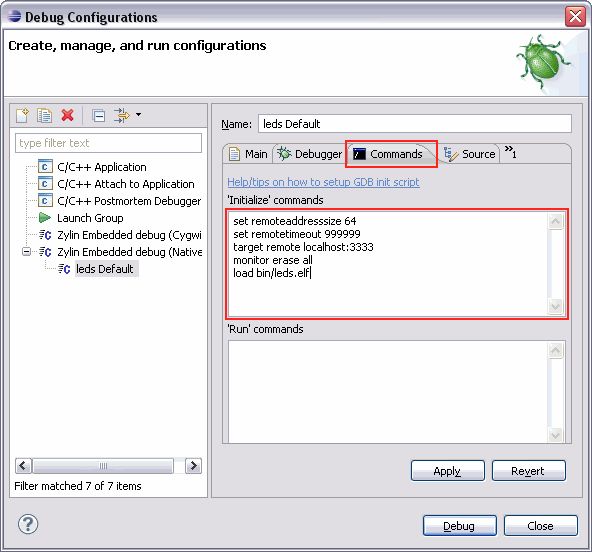 Debug Configurations
Create, manage, and run configurations
type filter text
C/C++ Application
C/C++ Attach to Application
C/C++ Postmortem Debugger
Launch Group
Zylin Embedded debug (Cygwi
Zylin Embedded debug (Native
leds Default
Filter matched 7 of 7 items
Name: leds Default
Main Debugger Commands Source »1
Help/tips on how to setup GDB init script
'Initialize' commands
set remoteaddresssize 64
set remotetimeout 999999
target remote localhost:3333
monitor erase all
load bin/leds.elf
'Run' commands
Apply Revert
Debug Close